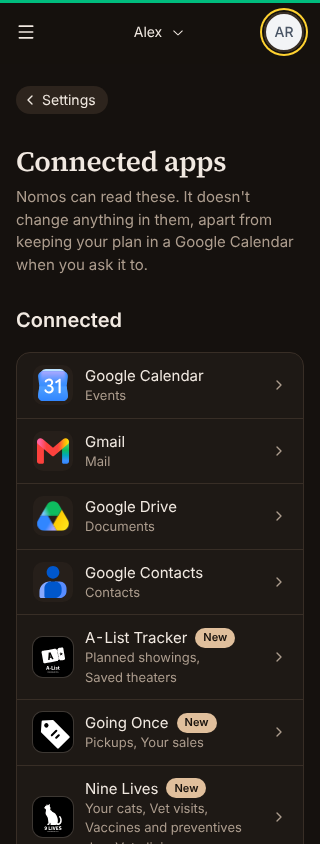 Alex
AR
Settings
Connected apps
Nomos can read these. It doesn't
change anything in them, apart from
keeping your plan in a Google Calendar
when you ask it to.
Connected
31
Google Calendar
Events
Gmail
Mail
Google Drive
Documents
Google Contacts
Contacts
A
A-List
A-List Tracker New
Planned showings,
Saved theaters
Going Once New
Pickups, Your sales
9 LIVES
Nine Lives New
Your cats, Vet visits,
Vaccines and preventives